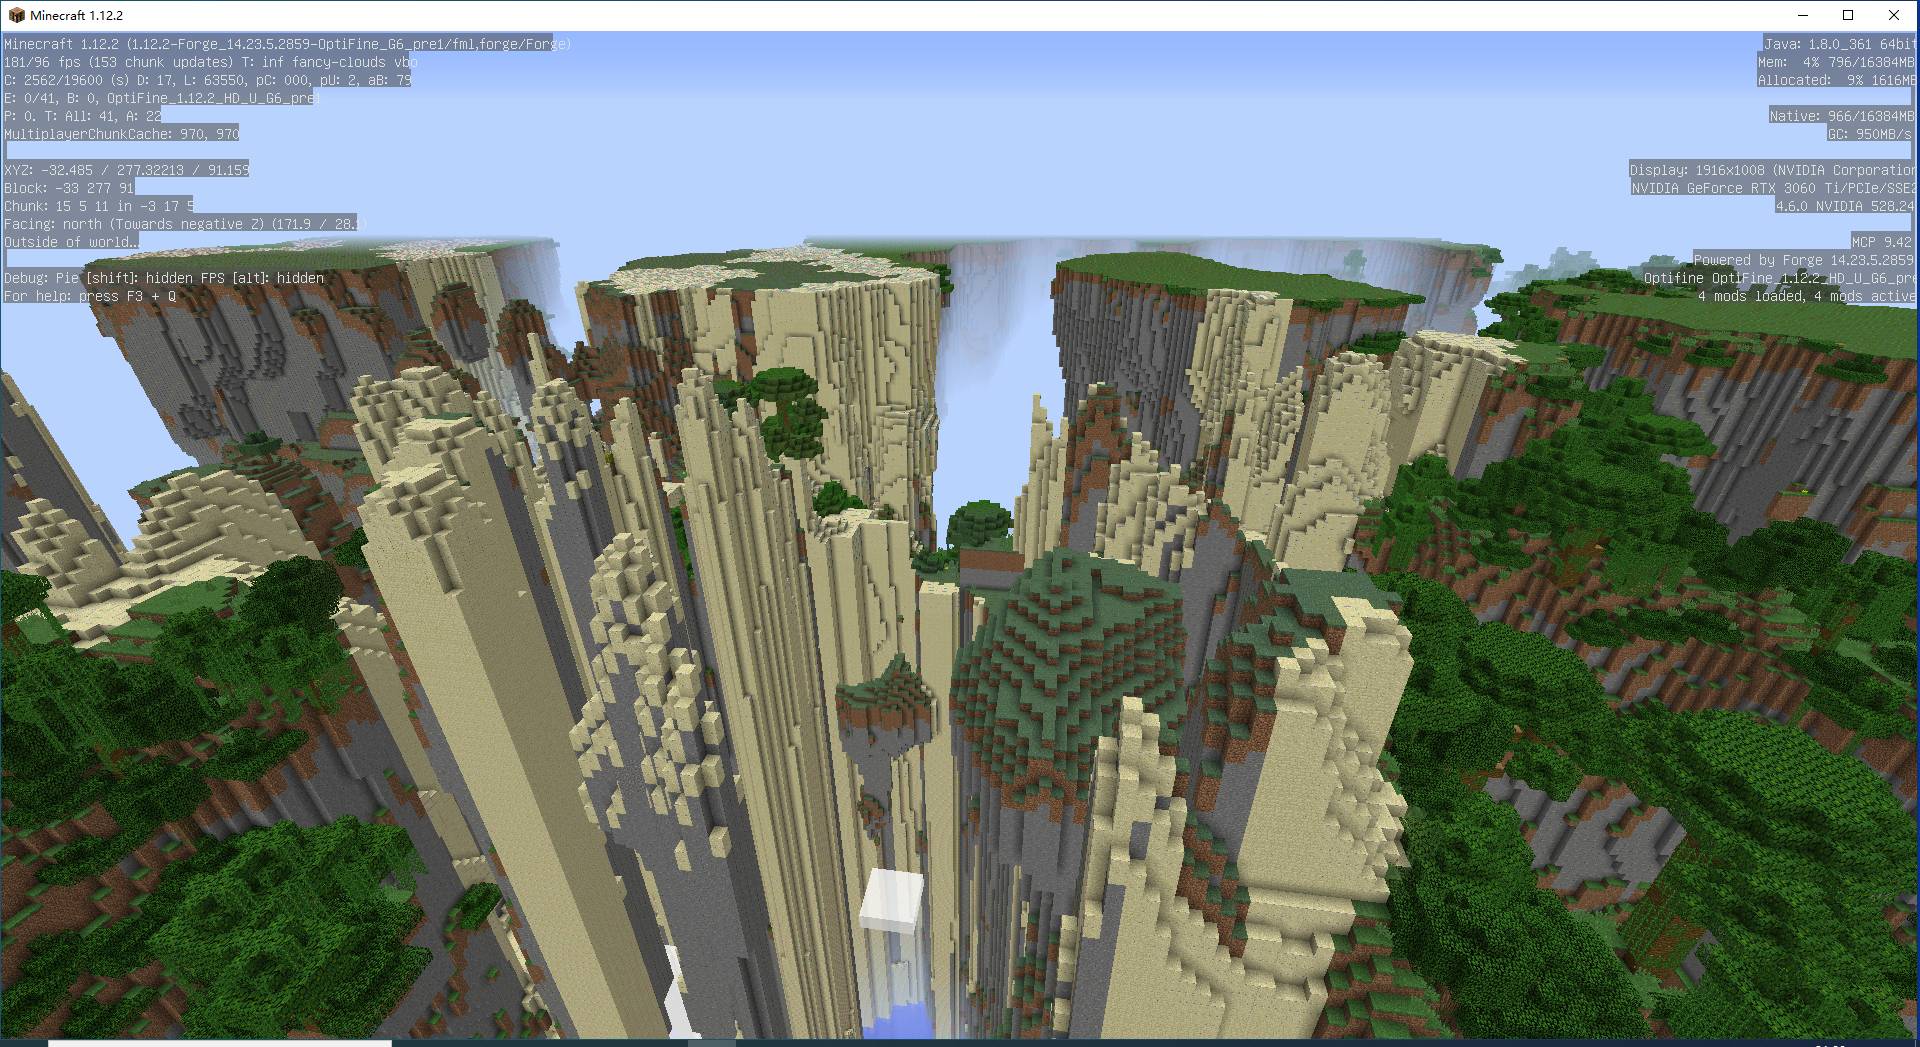 Minecraft 1.12.2
Minecraft 1.12.2 (1.12.2-Forge_14.23.5.2859-OptiFine_G6_pre1/fml,forge/Forge)
181/96 fps (153 chunk updates) T: inf fancy-clouds vbo
C: 2562/19600 (s) D: 17, L: 63550, pC: 000, pU: 2, aB: 79
E: 0/41, B: 0, OptiFine_1.12.2_HD_U_G6_pre1
P: 0. T: All: 41, A: 22
MultiplayerChunkCache: 970, 970
XYZ: -32.485 / 277.32213 / 91.159
Block: -33 277 91
Chunk: 15 5 11 in -3 17 5
Facing: north (Towards negative Z) (171.9 / 28.
Outside of world...
Debug: Pie [shift]: hidden FPS [alt]: hidden
For help: press F3 + Q
Java: 1.8.0_361 64bit
Mem: 4% 796/16384MB
Allocated: 9% 1616MB
Native: 966/16384MB
GC: 950MB/s
Display: 1916x1008 (NVIDIA Corporation
NVIDIA GeForce RTX 3060 Ti/PCIe/SSE2
4.6.0 NVIDIA 528.24
MCP 9.42
Powered by Forge 14.23.5.2859
Optifine OptiFine_1.12.2_HD_U_G6_pre
4 mods loaded, 4 mods active